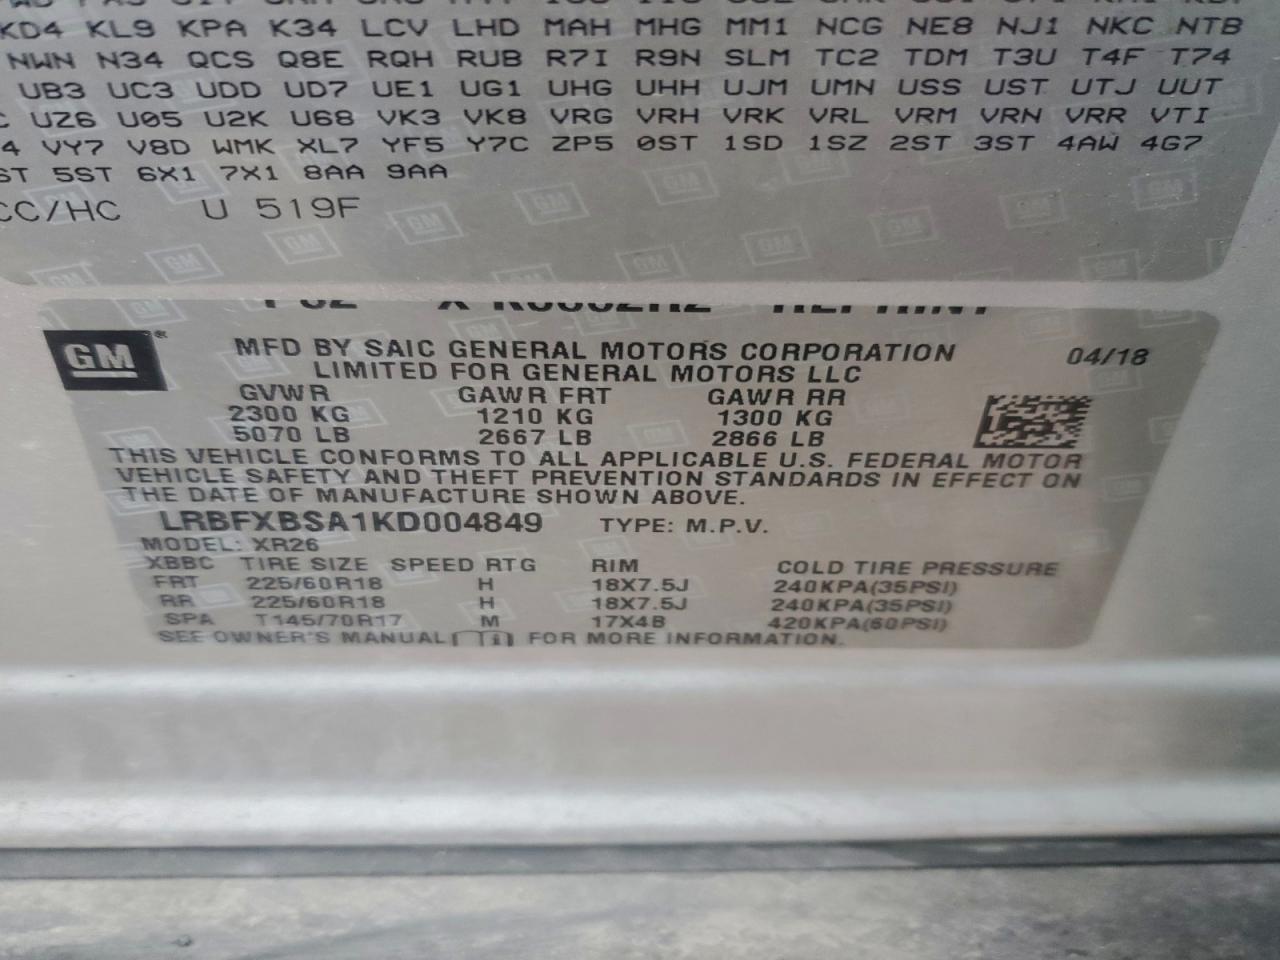 KD4 KL9 KPA K34 LCV LHD MAH MHG MM1 NCG NE8 NJ1 NKC NTB
NWN N34 QCS Q8E RQH RUB R7I R9N SLM TC2 TDM T3U T4F T74
UB3 UC3 UDD UD7 UE1 UG1 UHG UHH UJM UMN USS UST UTJ UUT
UZ6 U05 U2K U68 VK3 VK8 VRG VRH VRK VRL VRM VRN VRR VTI
VY7 V8D WMK XL7 YF5 Y7C ZP5 0ST 1SD 1SZ 2ST 3ST 4AW 4G7
5ST 6X1 7X1 8AA 9AA
CC/HC U 519F
GM
MFD BY SAIC GENERAL MOTORS CORPORATION 04/18
LIMITED FOR GENERAL MOTORS LLC
GVWR GAWR FRT GAWR RR
2300 KG 1210 KG 1300 KG
5070 LB 2667 LB 2866 LB
THIS VEHICLE CONFORMS TO ALL APPLICABLE U.S. FEDERAL MOTOR
VEHICLE SAFETY AND THEFT PREVENTION STANDARDS IN EFFECT ON
THE DATE OF MANUFACTURE SHOWN ABOVE.
LRBFXBSA1KD004849 TYPE: M.P.V.
MODEL: XR26
XBBC TIRE SIZE SPEED RTG RIM COLD TIRE PRESSURE
FRT 225/60R18 H 18X7.5J 240KPA(35PSI)
RR 225/60R18 H 18X7.5J 240KPA(35PSI)
SPA T145/70R17 M 17X4B 420KPA(60PSI)
SEE OWNER'S MANUAL FOR MORE INFORMATION.